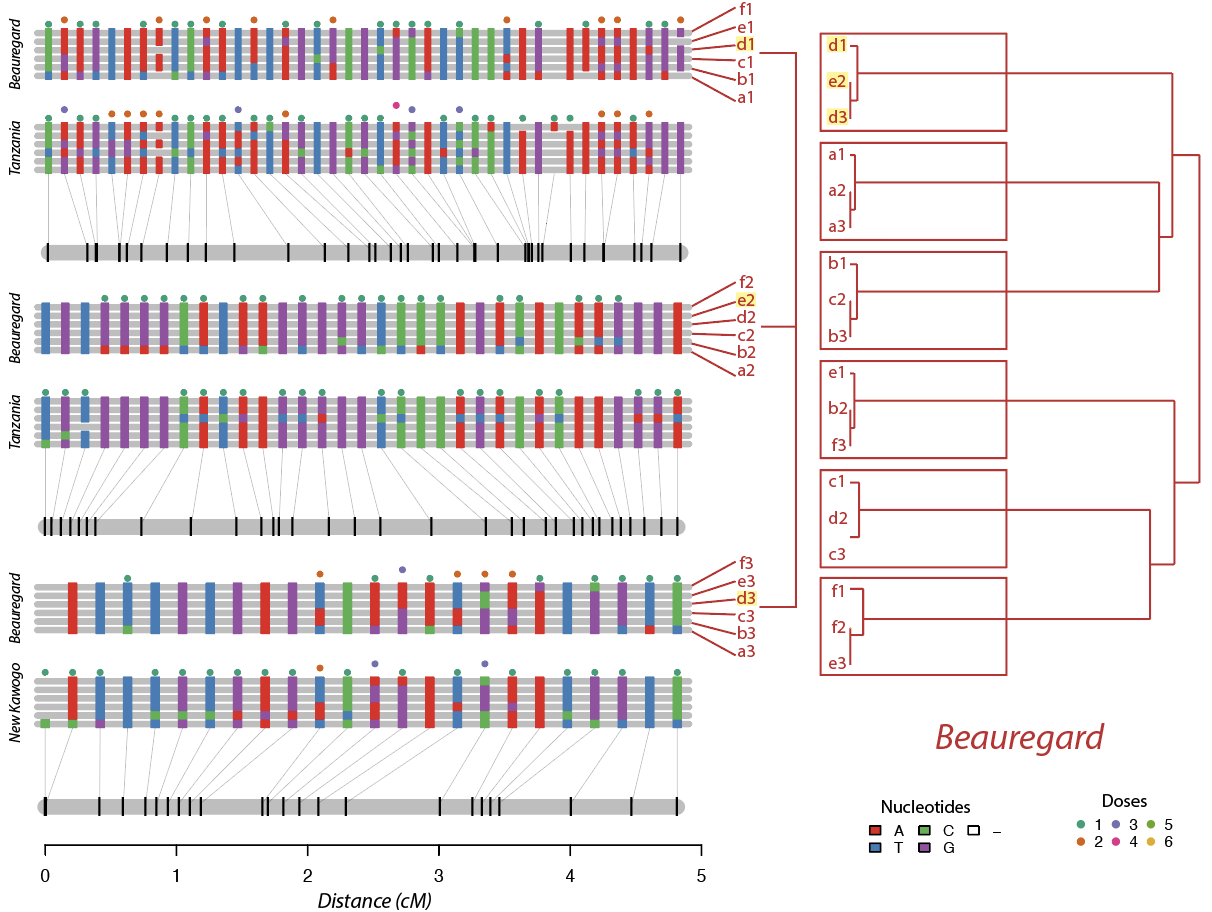 Beauregard
f1
e1
d1
c1
b1
a1
Tanzania
Beauregard
f2
e2
d2
c2
b2
a2
Tanzania
Beauregard
f3
e3
d3
c3
b3
a3
New Kawogo
0 1 2 3 4 5
Distance (cM)
d1
e2
d3
a1
a2
a3
b1
c2
b3
e1
b2
f3
c1
d2
c3
f1
f2
e3
Beauregard
Nucleotides
A C –
T G
Doses
1 3 5
2 4 6